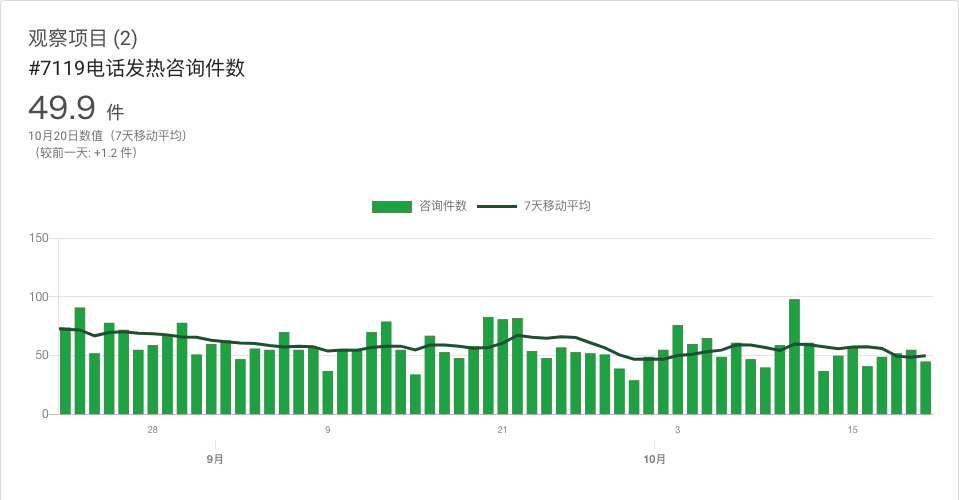 观察项目 (2)
#7119电话发热咨询件数
49.9 件
10月20日数值（7天移动平均）
（较前一天: +1.2 件）
咨询件数 7天移动平均
150
100
50
0
28 9 21 3 15
9月 10月